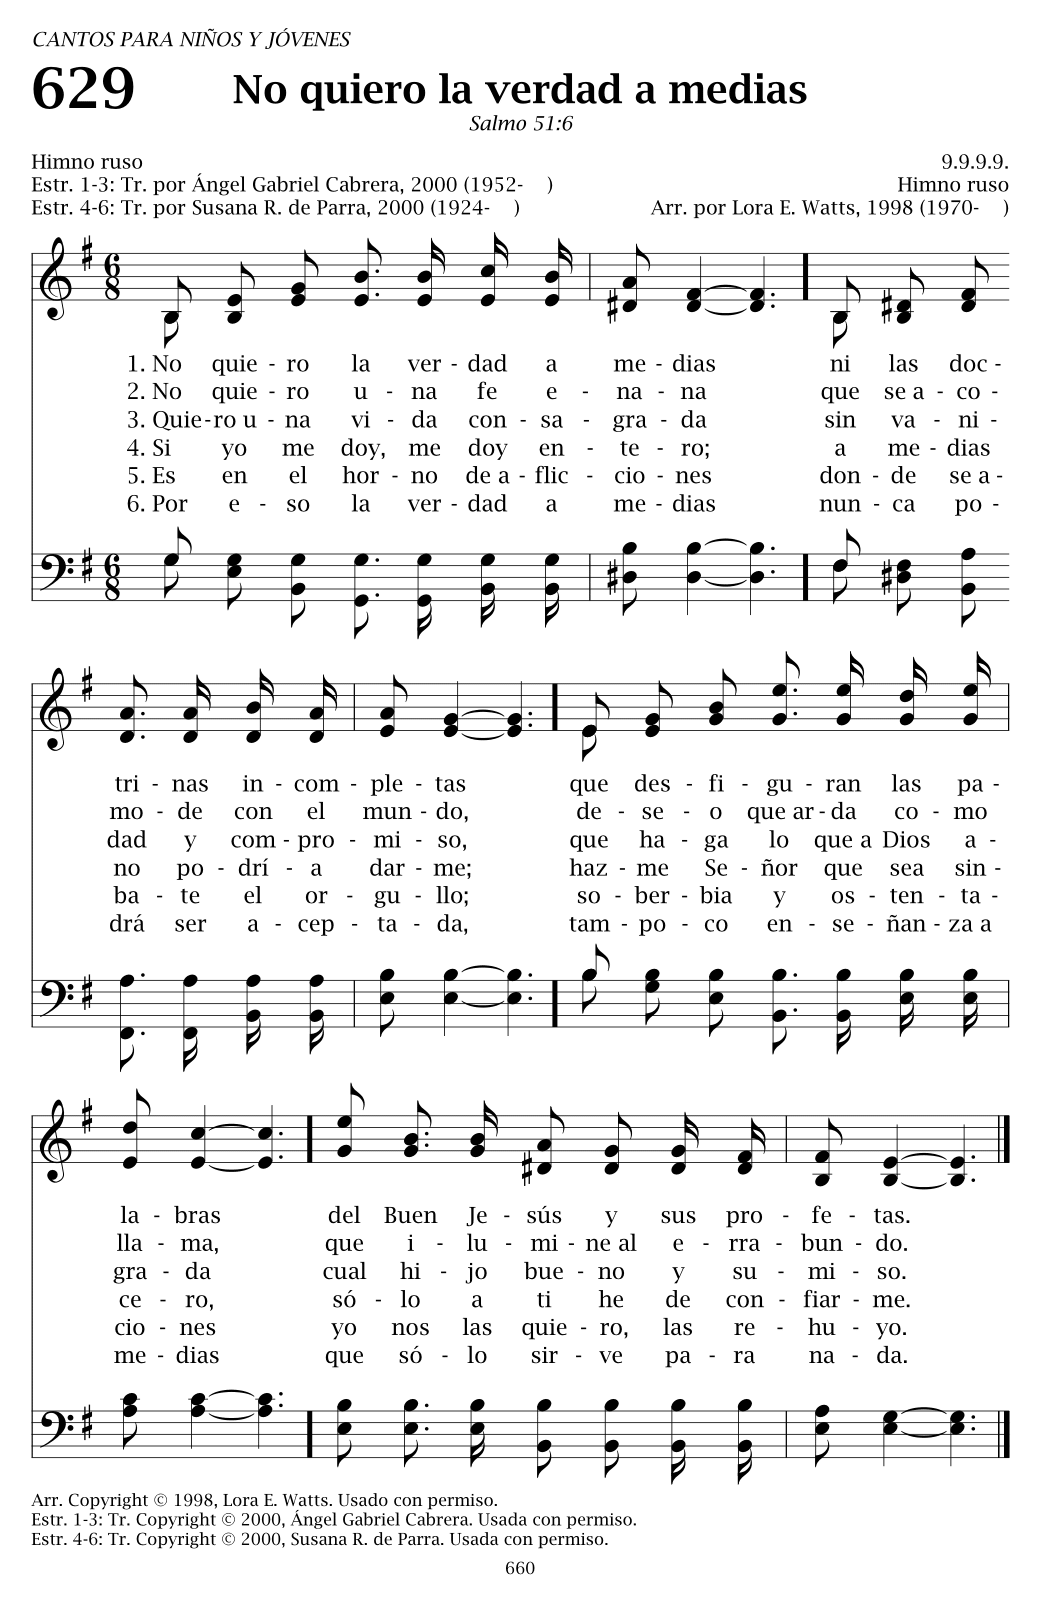 CANTOS PARA NIÑOS Y JÓVENES
629 No quiero la verdad a medias
Salmo 51:6
Himno ruso 9.9.9.9.
Estr. 1-3: Tr. por Ángel Gabriel Cabrera, 2000 (1952- ) Himno ruso
Estr. 4-6: Tr. por Susana R. de Parra, 2000 (1924- ) Arr. por Lora E. Watts, 1998 (1970- )
1. No quie - ro la ver - dad a me - dias ni las doc -
2. No quie - ro u - na fe e - na - na que se a - co -
3. Quie - ro u - na vi - da con - sa - gra - da sin va - ni -
4. Si yo me doy, me doy en - te - ro; a me - dias
5. Es en el hor - no de a - flic - cio - nes don - de se a -
6. Por e - so la ver - dad a me - dias nun - ca po -
tri - nas in - com - ple - tas que des - fi - gu - ran las pa -
mo - de con el mun - do, de - se - o que ar - da co - mo
dad y com - pro - mi - so, que ha - ga lo que a Dios a -
no po - drí - a dar - me; haz - me Se - ñor que sea sin -
ba - te el or - gu - llo; so - ber - bia y os - ten - ta -
drá ser a - cep - ta - da, tam - po - co en - se - ñan - za a
la - bras del Buen Je - sús y sus pro - fe - tas.
lla - ma, que i - lu - mi - ne al e - rra - bun - do.
gra - da cual hi - jo bue - no y su - mi - so.
ce - ro, só - lo a ti he de con - fiar - me.
cio - nes yo nos las quie - ro, las re - hu - yo.
me - dias que só - lo sir - ve pa - ra na - da.
Arr. Copyright © 1998, Lora E. Watts. Usado con permiso.
Estr. 1-3: Tr. Copyright © 2000, Ángel Gabriel Cabrera. Usada con permiso.
Estr. 4-6: Tr. Copyright © 2000, Susana R. de Parra. Usada con permiso.
660